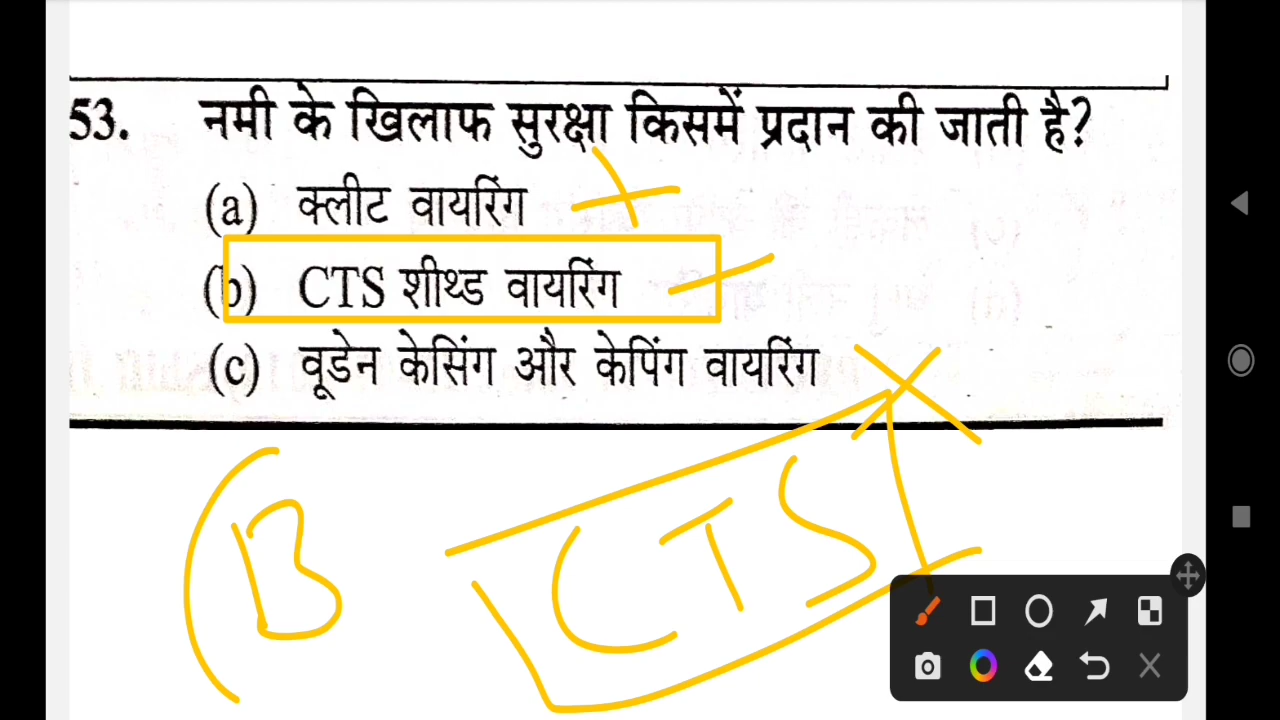 53. नमी के खिलाफ सुरक्षा किसमें प्रदान की जाती है?
(a) क्लीट वायरिंग
(b) CTS शीथ्ड वायरिंग
(c) वूडेन केसिंग और केपिंग वायरिंग
(B CTS